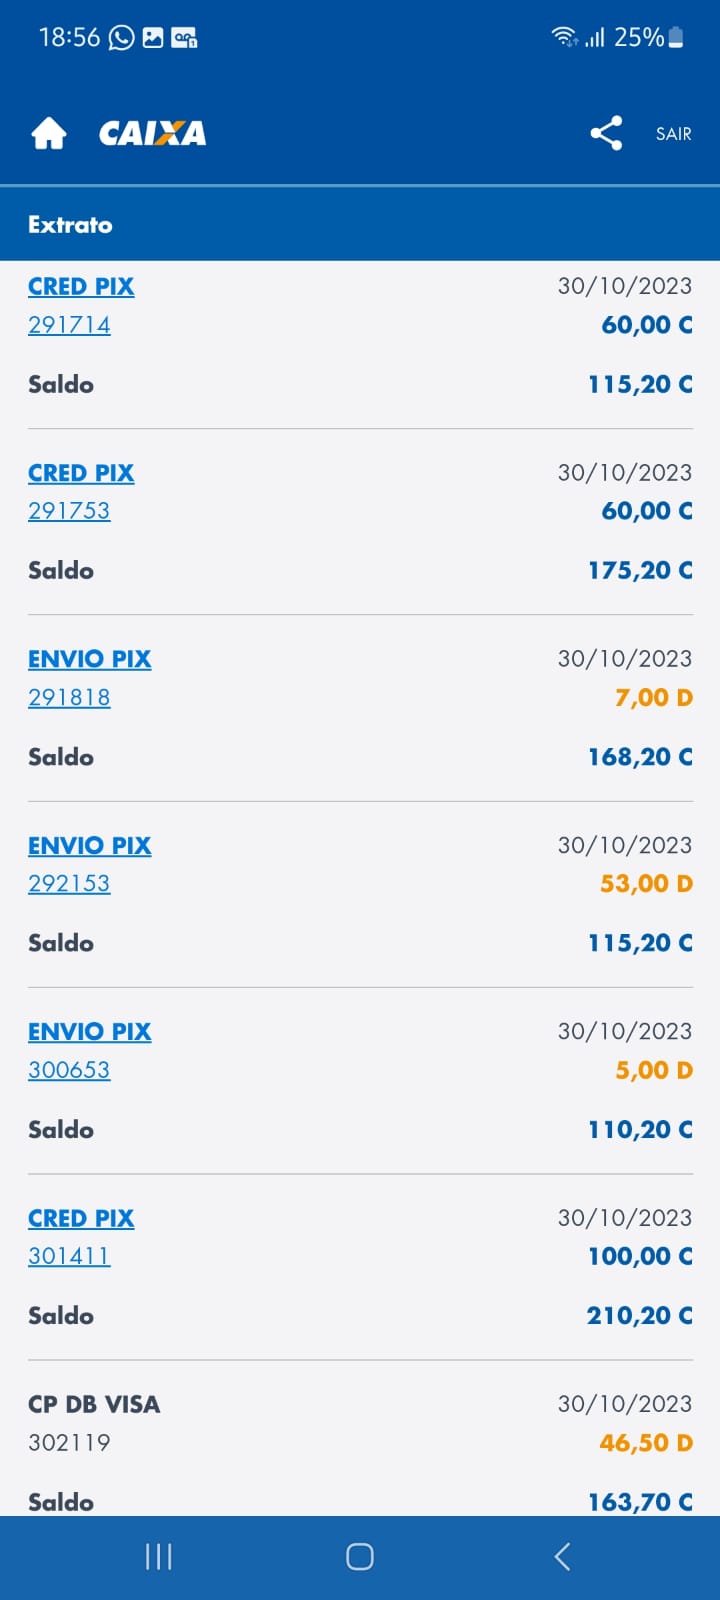 18:56 25%
CAIXA SAIR
Extrato
CRED PIX 30/10/2023
291714 60,00 C
Saldo 115,20 C
CRED PIX 30/10/2023
291753 60,00 C
Saldo 175,20 C
ENVIO PIX 30/10/2023
291818 7,00 D
Saldo 168,20 C
ENVIO PIX 30/10/2023
292153 53,00 D
Saldo 115,20 C
ENVIO PIX 30/10/2023
300653 5,00 D
Saldo 110,20 C
CRED PIX 30/10/2023
301411 100,00 C
Saldo 210,20 C
CP DB VISA 30/10/2023
302119 46,50 D
Saldo 163,70 C